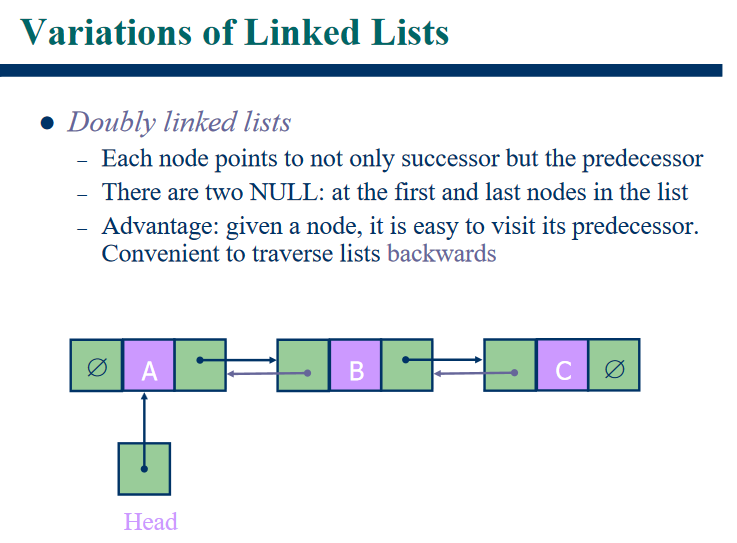 Variations of Linked Lists
● Doubly linked lists
– Each node points to not only successor but the predecessor
– There are two NULL: at the first and last nodes in the list
– Advantage: given a node, it is easy to visit its predecessor.
Convenient to traverse lists backwards
∅ A B C ∅
Head